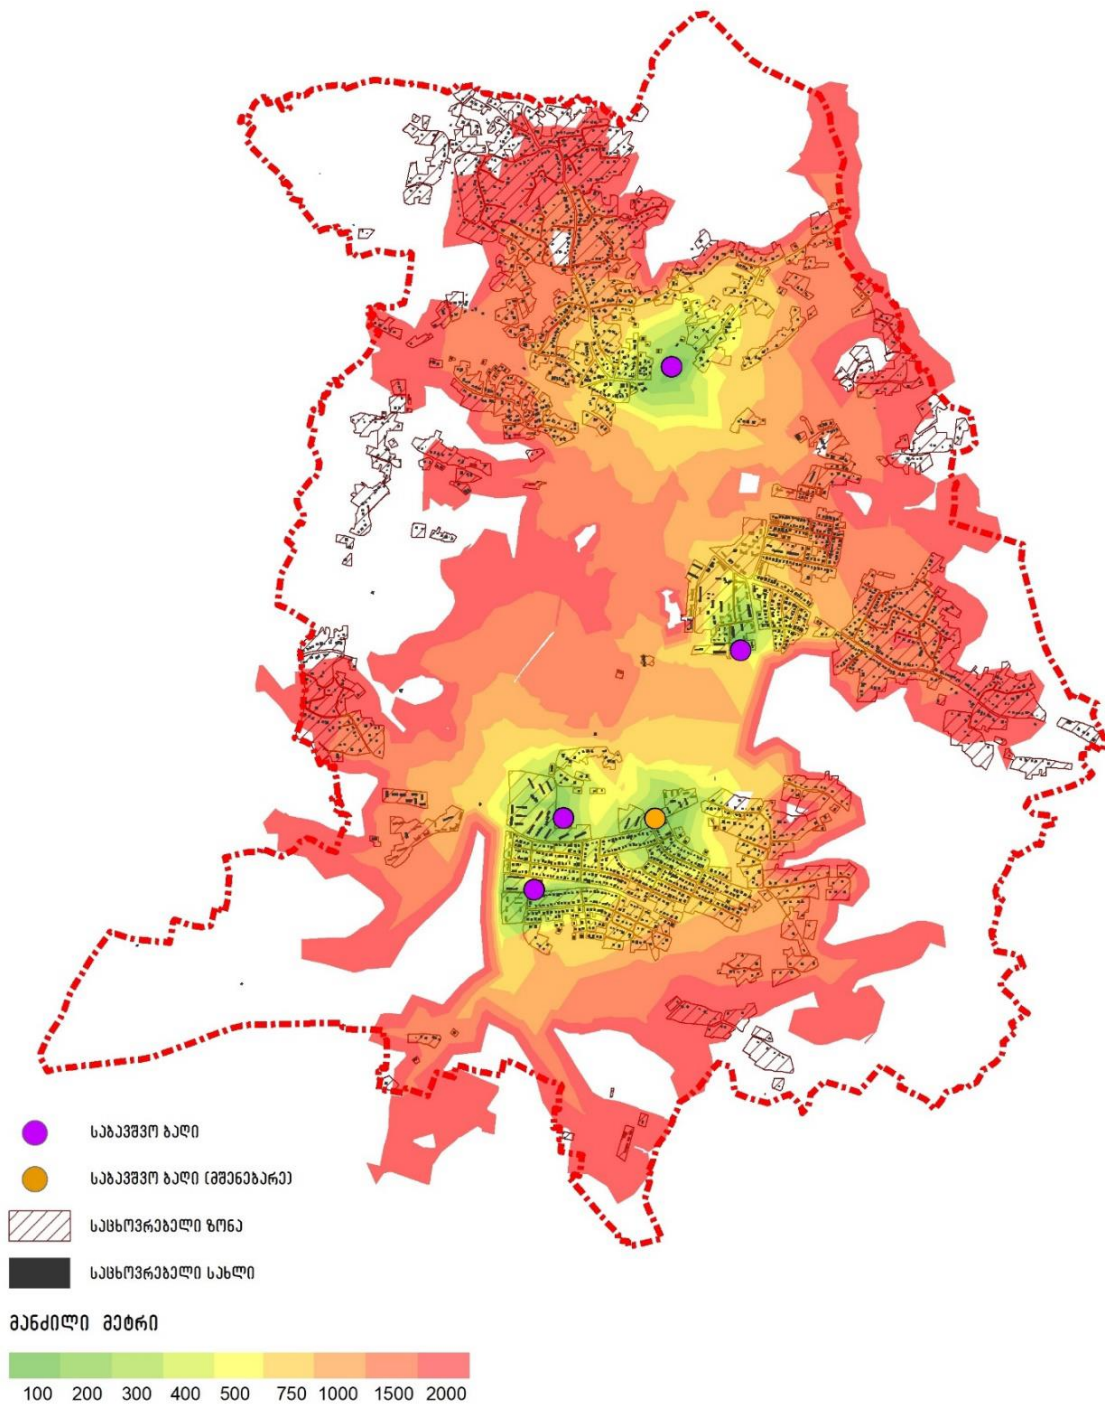 საბავშვო ბაღი
საბავშვო ბაღი (მშენებარე)
საცხოვრებელი ზონა
საცხოვრებელი სახლი
მანძილი მეტრი
100 200 300 400 500 750 1000 1500 2000